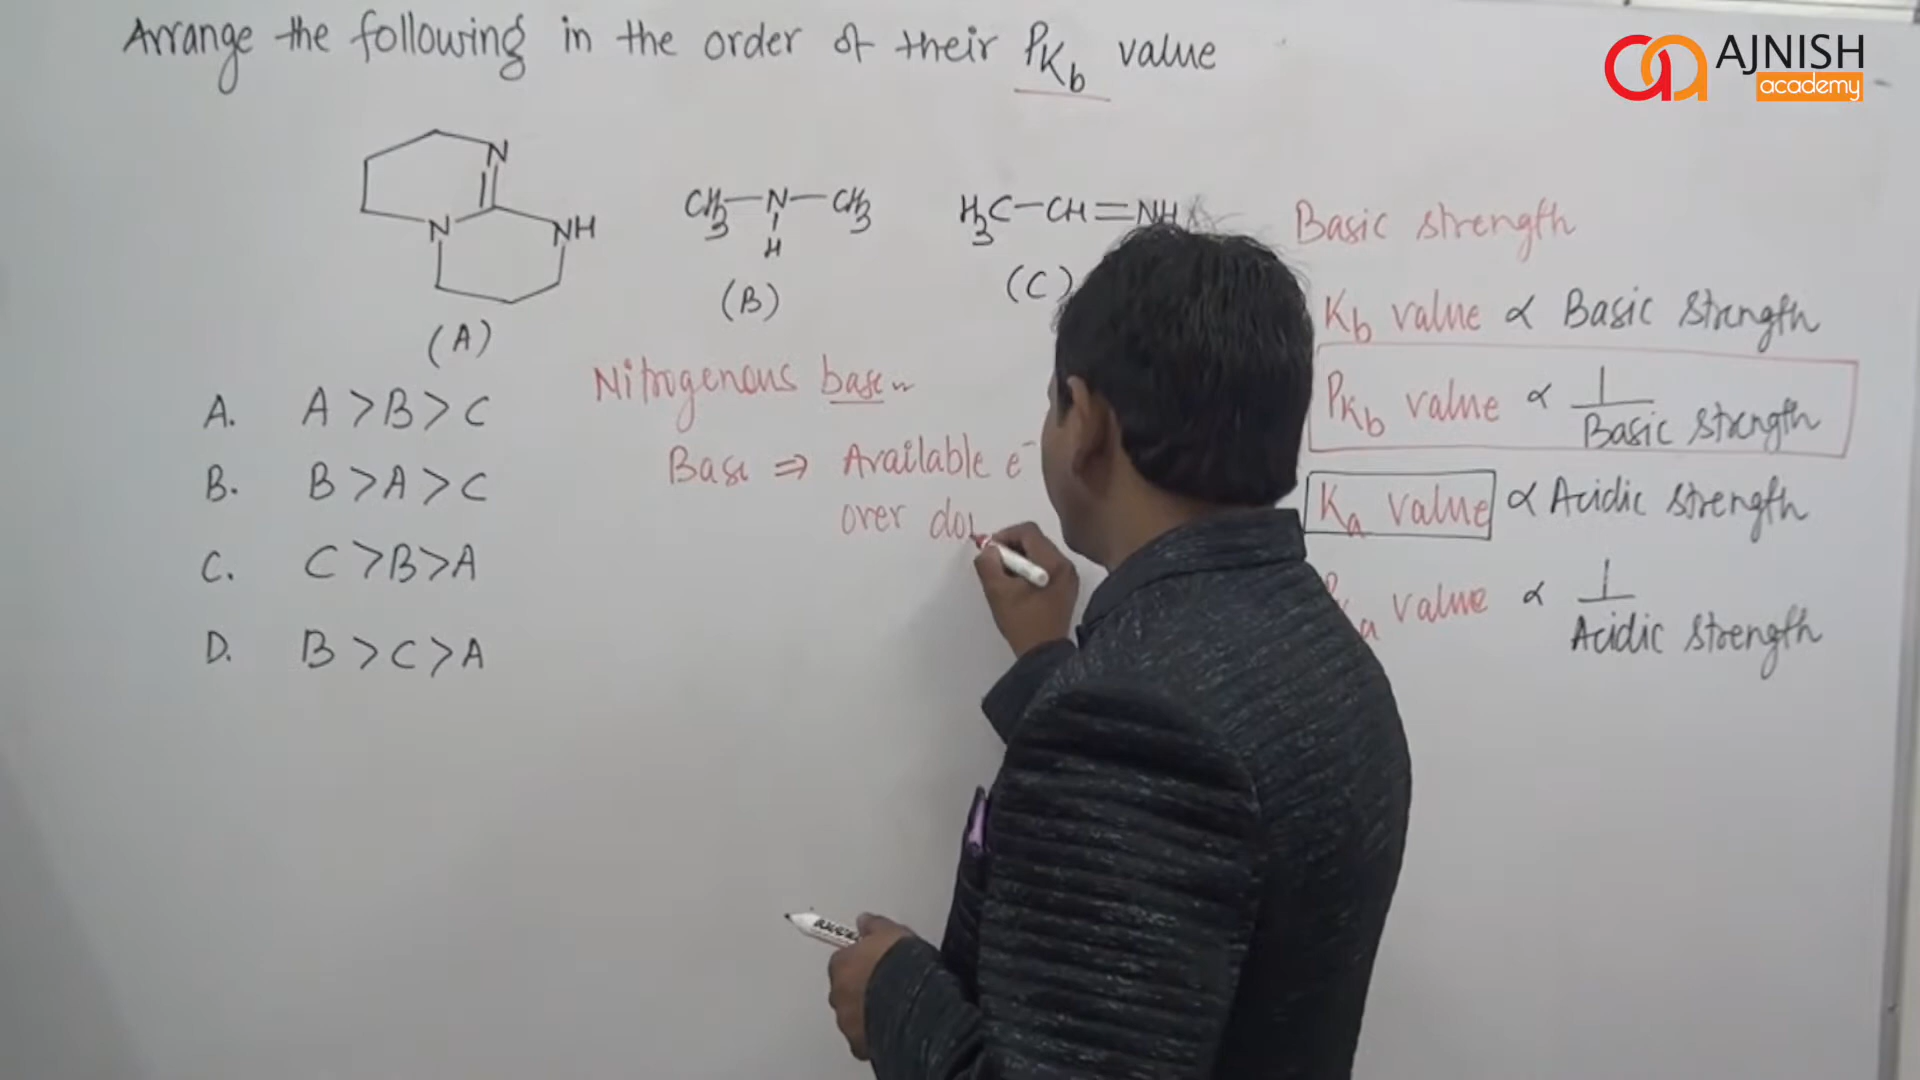 Arrange the following in the order of their PKb value
AJNISH
academy
N
N
NH
(A)
CH3-N-CH3
H
(B)
H3C-CH=NH
(C)
Basic strength
Kb value ∝ Basic strength
PKb value ∝ 1/Basic strength
Ka value ∝ Acidic strength
a value ∝ 1/Acidic strength
Nitrogenous base
Base ⇒ Available e-
over
A. A > B > C
B. B > A > C
C. C > B > A
D. B > C > A